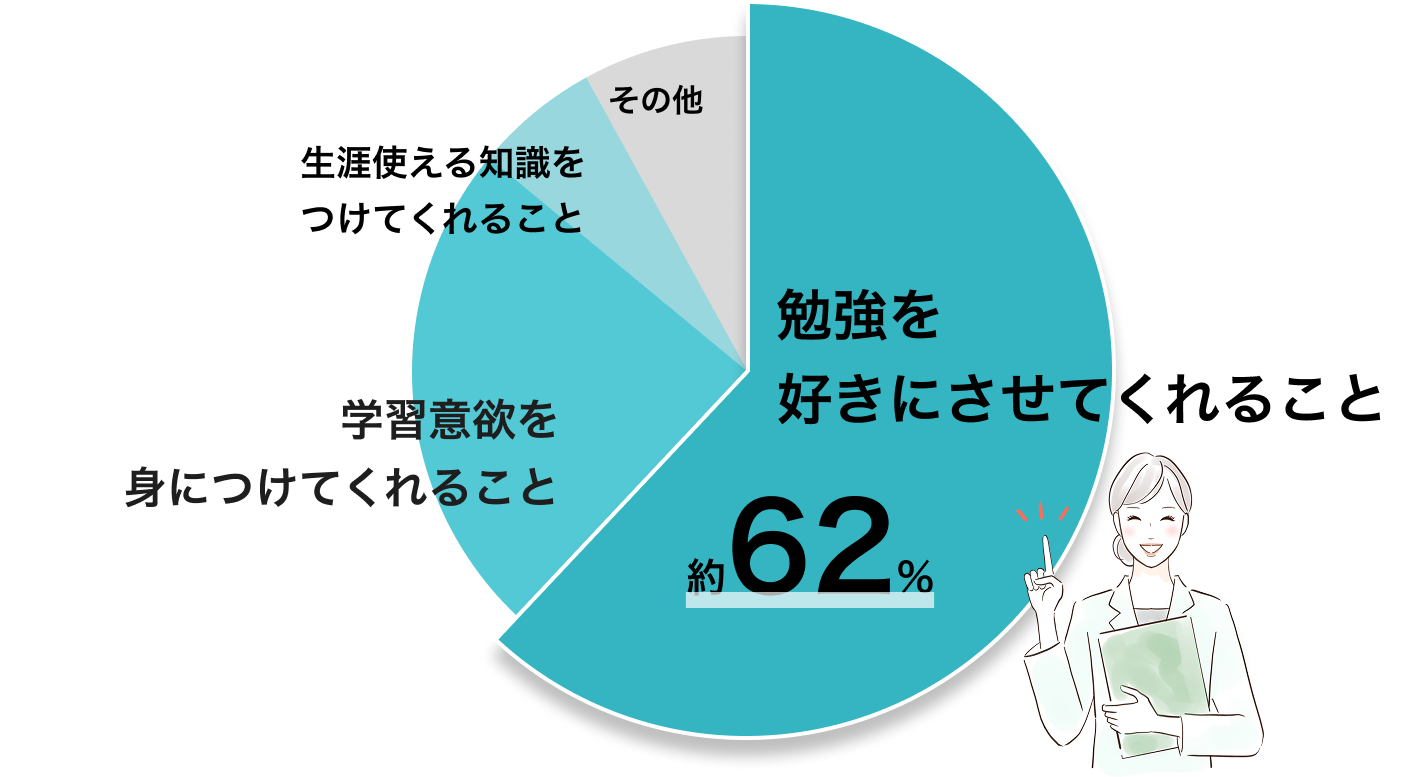 その他
生涯使える知識を
つけてくれること
勉強を
好きにさせてくれること
学習意欲を
身につけてくれること
約62%